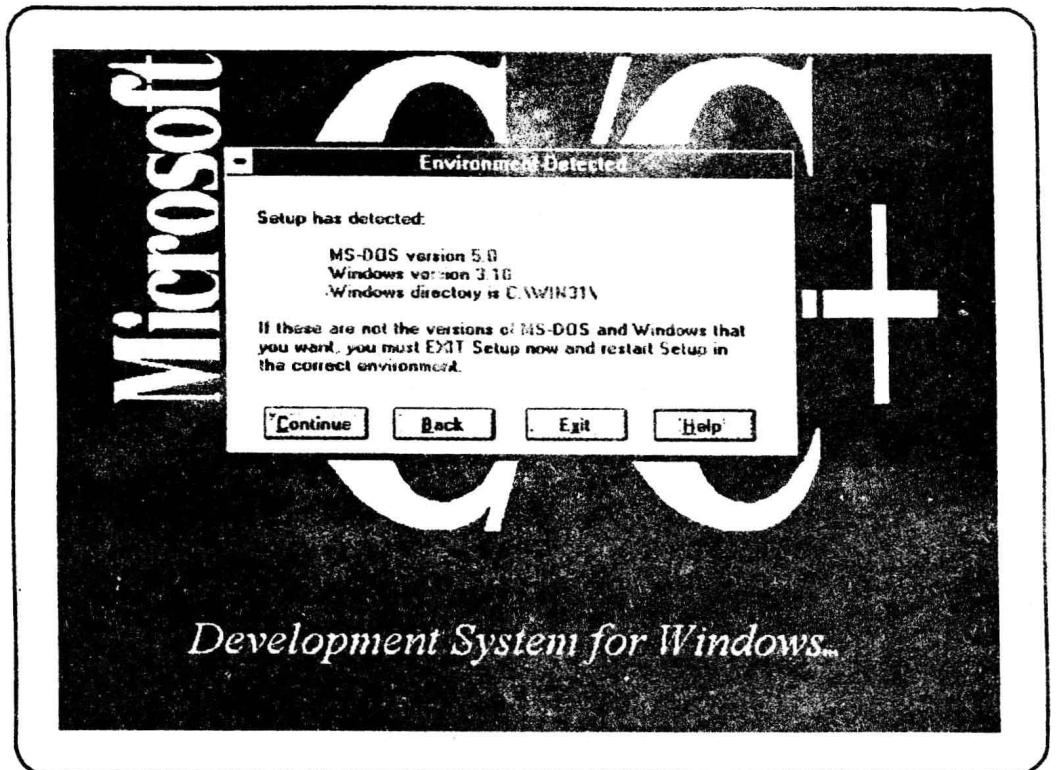 Microsoft
C/C++
Environment Detected
Setup has detected:
MS-DOS version 5.0
Windows version 3.10
Windows directory is C:\WIN31\
If these are not the versions of MS-DOS and Windows that
you want, you must EXIT Setup now and restart Setup in
the correct environment.
Continue Back Exit Help
Development System for Windows...